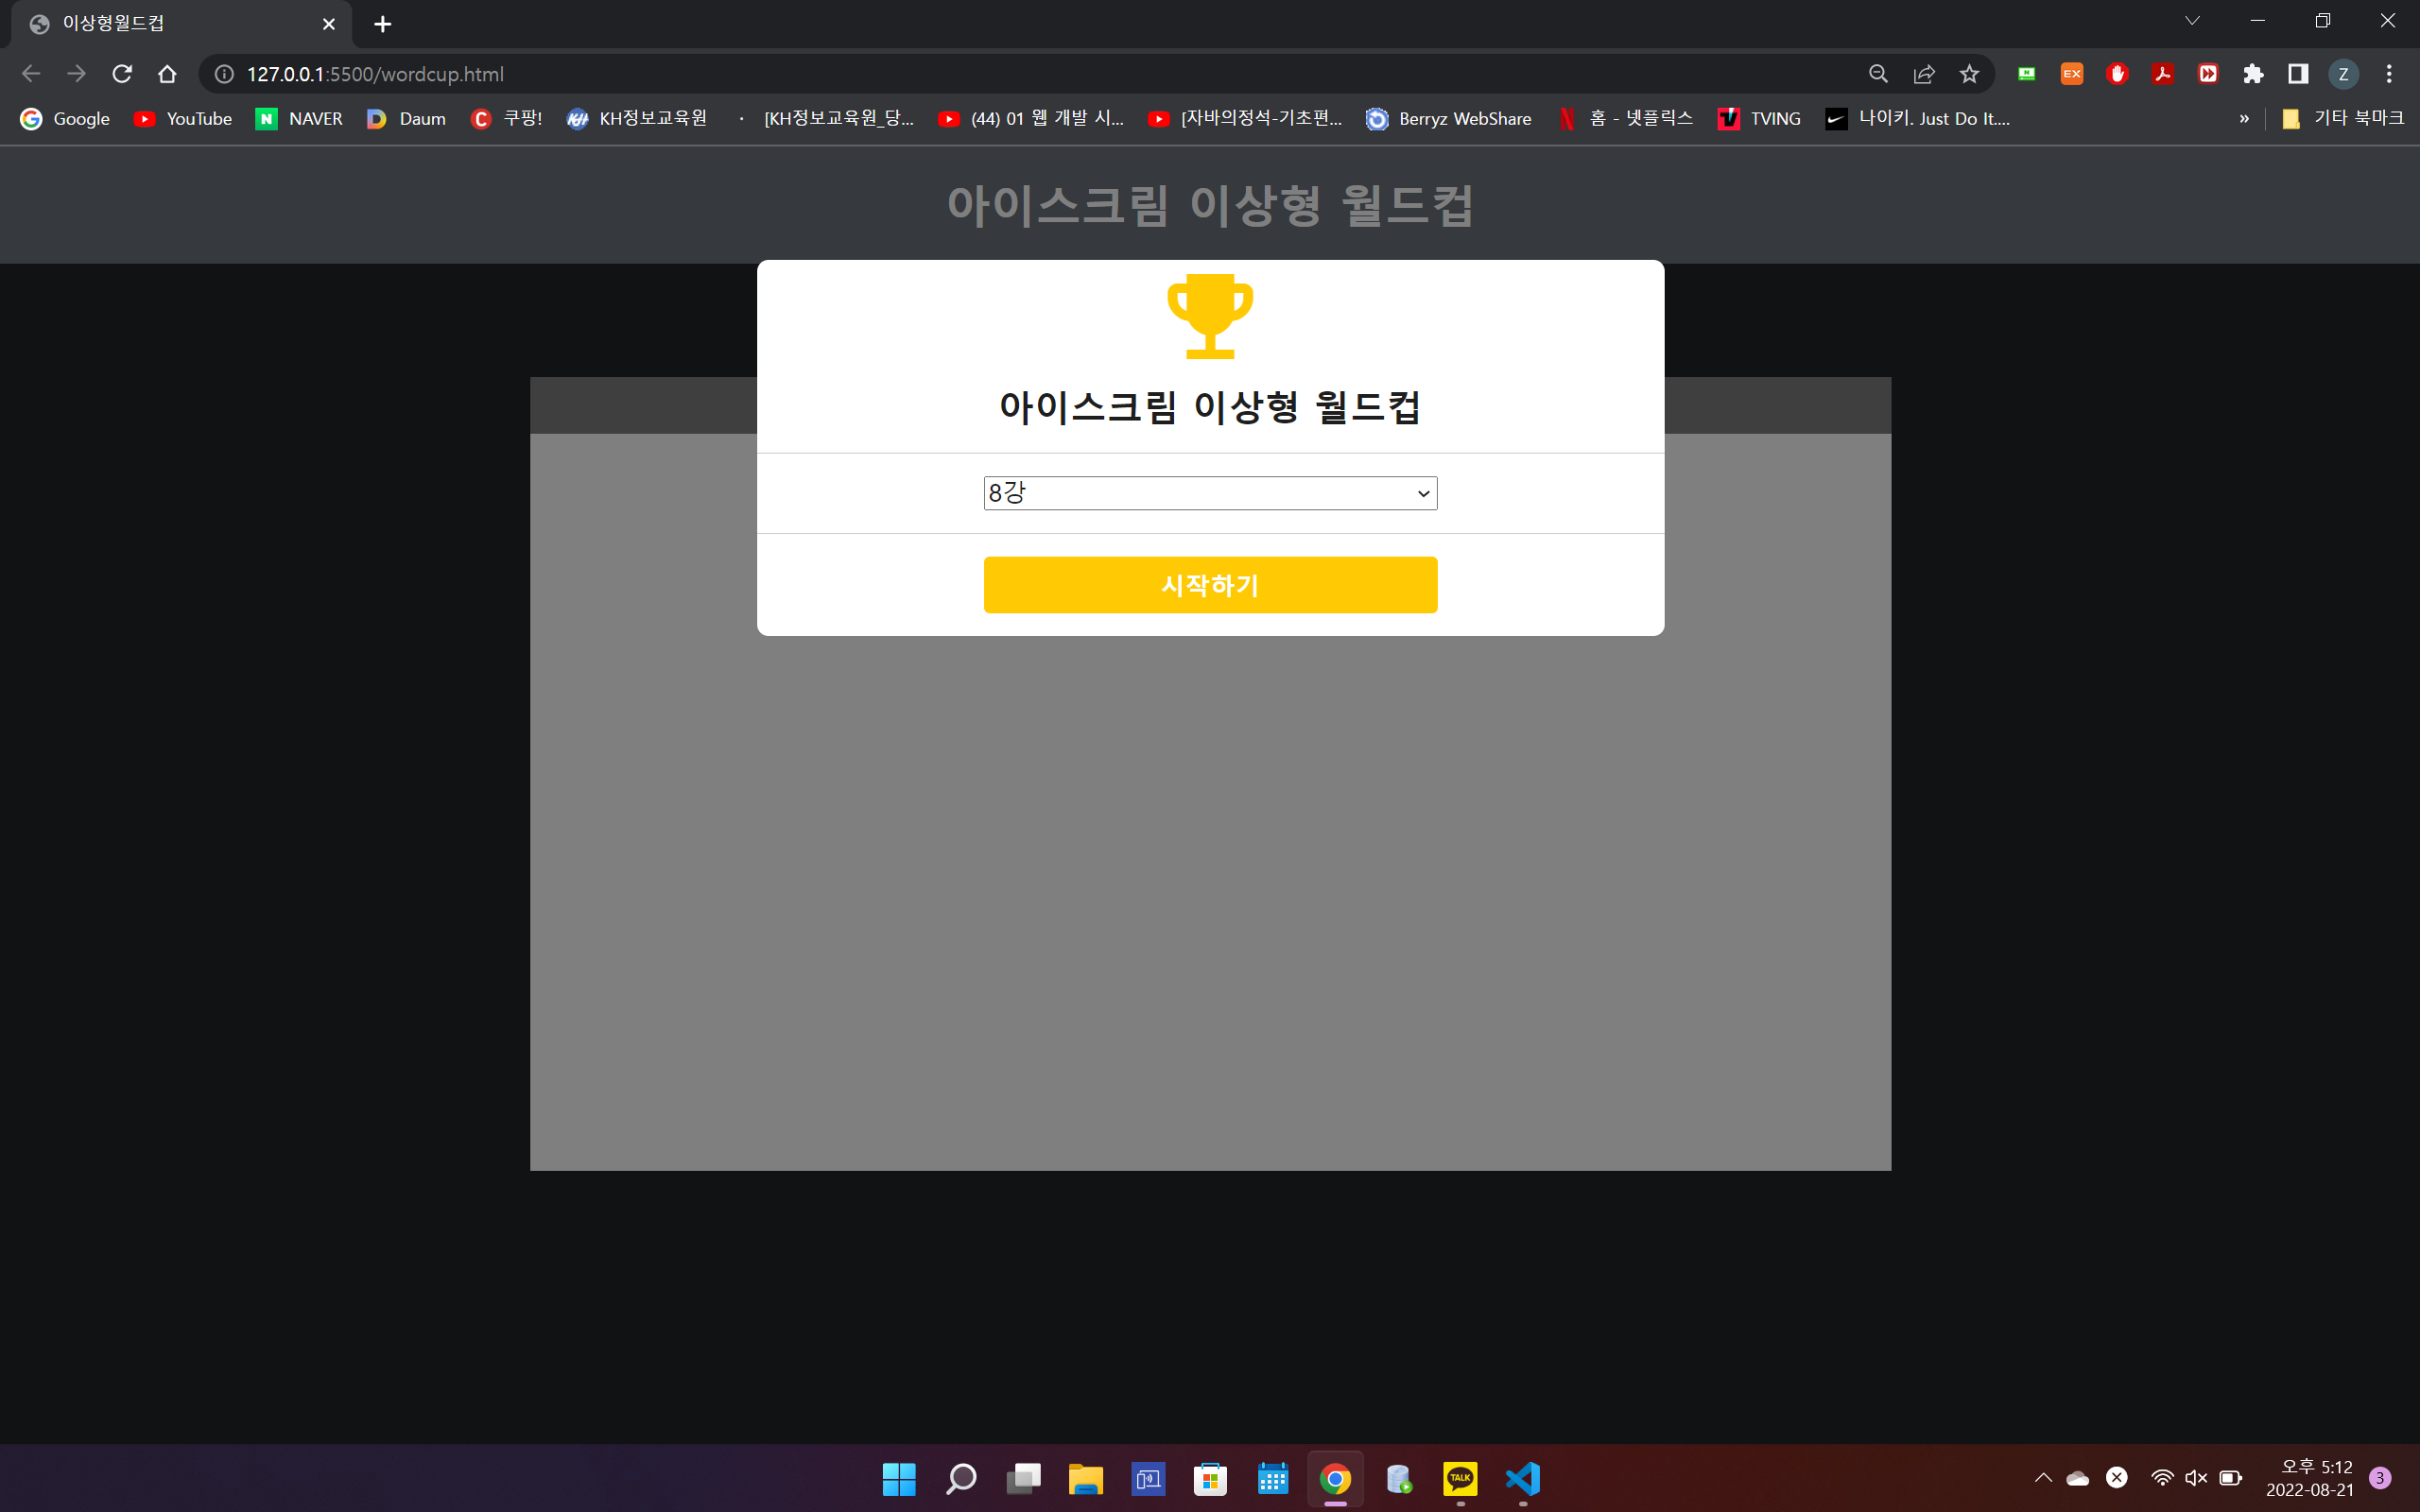 이상형월드컵
127.0.0.1:5500/wordcup.html
EX
Z
Google YouTube N NAVER D Daum C 쿠팡! KH KH정보교육원 [KH정보교육원_당... (44) 01 웹 개발 시... [자바의정석-기초편... Berryz WebShare 홈 - 넷플릭스 TVING 나이키. Just Do It.... » 기타 북마크
아이스크림 이상형 월드컵
아이스크림 이상형 월드컵
8강
시작하기
TALK
오후 5:12
2022-08-21
3